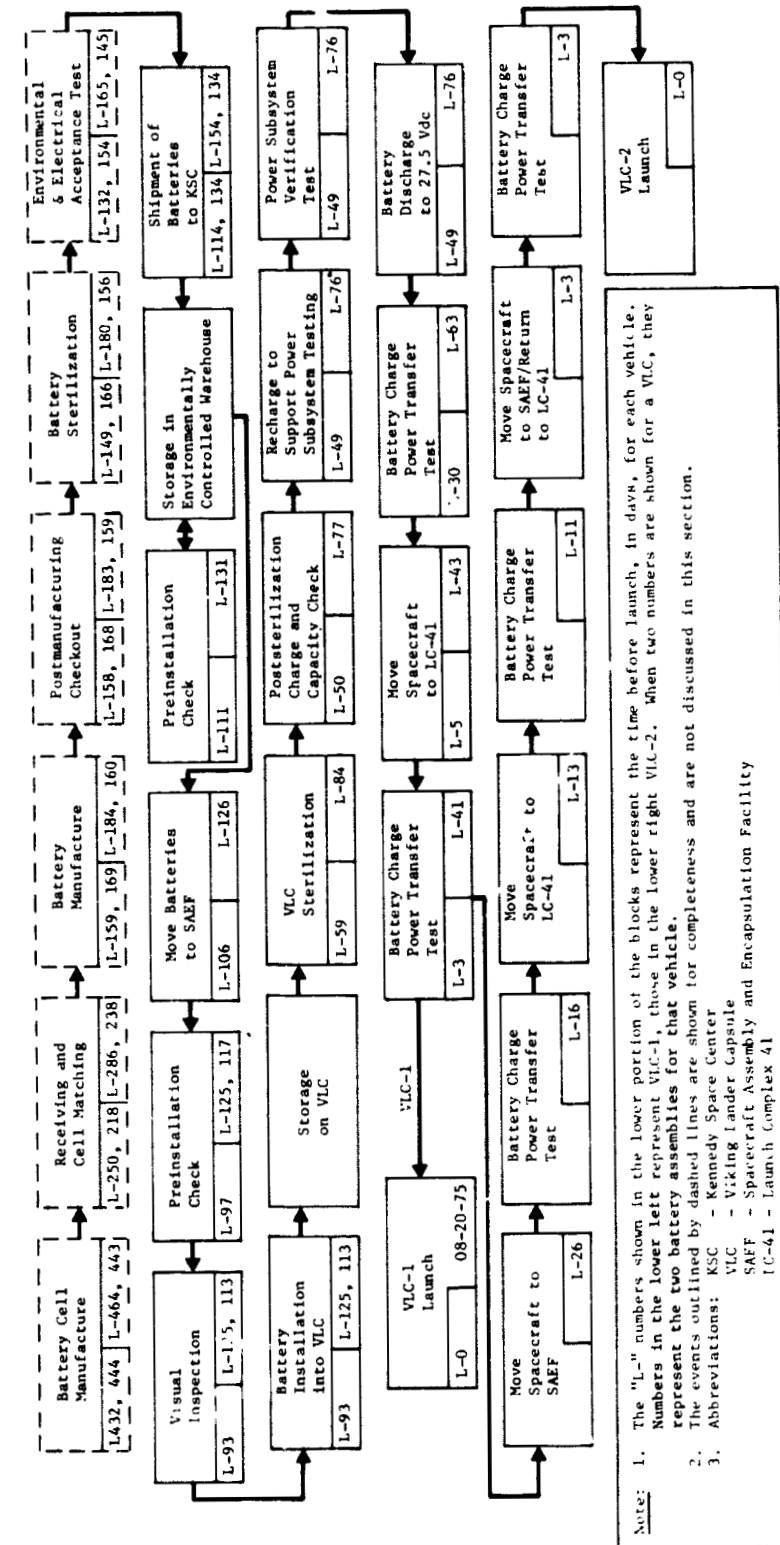 Battery Cell
Manufacture
L432, 444
L-464, 443
Receiving and
Cell Matching
L-250, 218
L-286, 238
Battery
Manufacture
L-159, 169
L-184, 160
Postmanufacturing
Checkout
L-158, 168
L-183, 159
Battery
Sterilization
L-149, 166
L-180, 156
Environmental
& Electrical
Acceptance Test
L-132, 154
L-165, 145
Shipment of
Batteries
to KSC
L-114, 134
L-154, 134
Storage in
Environmentally
Controlled Warehouse
Preinstallation
Check
L-111
L-131
Move Batteries
to SAEF
L-106
L-126
Preinstallation
Check
L-97
L-125, 117
Visual
Inspection
L-93
113
Battery
Installation
into VLC
L-93
L-125, 113
Storage
on VLC
VLC
Sterilization
L-59
L-84
Poststerilization
Charge and
Capacity Check
L-50
L-77
Recharge to
Support Power
Subsystem Testing
L-49
L-76
Power Subsystem
Verification
Test
L-49
L-76
Battery
Discharge
to 27.5 Vdc
L-49
L-76
Battery Charge
Power Transfer
Test
-30
L-63
Move
Spacecraft
to LC-41
L-5
L-43
Battery Charge
Power Transfer
Test
L-3
L-41
VLC-1
VLC-1
Launch
L-0
08-20-75
Move
Spacecraft to
SAEF
L-26
Battery Charge
Power Transfer
Test
L-16
Move
Spacecraft to
LC-41
L-13
Battery Charge
Power Transfer
Test
L-11
Move Spacecraft
to SAEF/Return
to LC-41
L-3
Battery Charge
Power Transfer
Test
L-3
VLC-2
Launch
L-0
Note: 1. The "L-" numbers shown in the lower portion of the blocks represent the time before launch, in days, for each vehicle.
Numbers in the lower left represent VLC-1, those in the lower right VLC-2. When two numbers are shown for a VLC, they
represent the two battery assemblies for that vehicle.
2. The events outlined by dashed lines are shown for completeness and are not discussed in this section.
3. Abbreviations: KSC - Kennedy Space Center
VLC - Viking Lander Capsule
SAEF - Spacecraft Assembly and Encapsulation Facility
LC-41 - Launch Complex 41